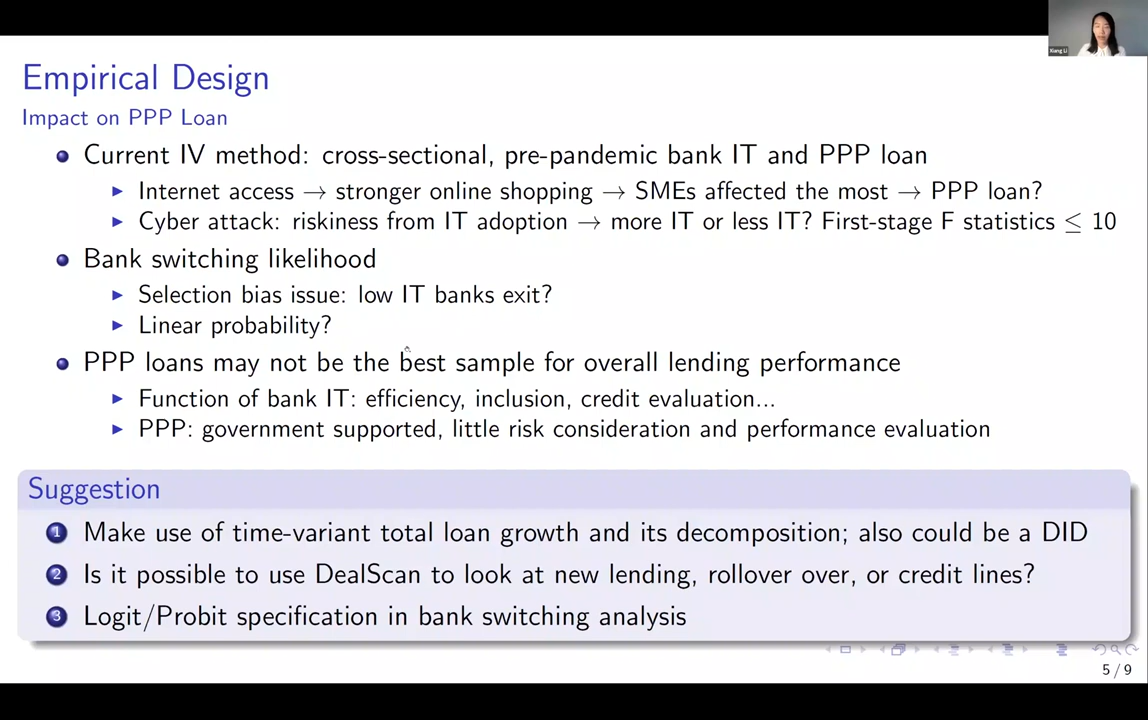 Xiang Li
Empirical Design
Impact on PPP Loan
Current IV method: cross-sectional, pre-pandemic bank IT and PPP loan
Internet access → stronger online shopping → SMEs affected the most → PPP loan?
Cyber attack: riskiness from IT adoption → more IT or less IT? First-stage F statistics ≤ 10
Bank switching likelihood
Selection bias issue: low IT banks exit?
Linear probability?
PPP loans may not be the best sample for overall lending performance
Function of bank IT: efficiency, inclusion, credit evaluation...
PPP: government supported, little risk consideration and performance evaluation
Suggestion
1 Make use of time-variant total loan growth and its decomposition; also could be a DID
2 Is it possible to use DealScan to look at new lending, rollover over, or credit lines?
3 Logit/Probit specification in bank switching analysis
5 / 9